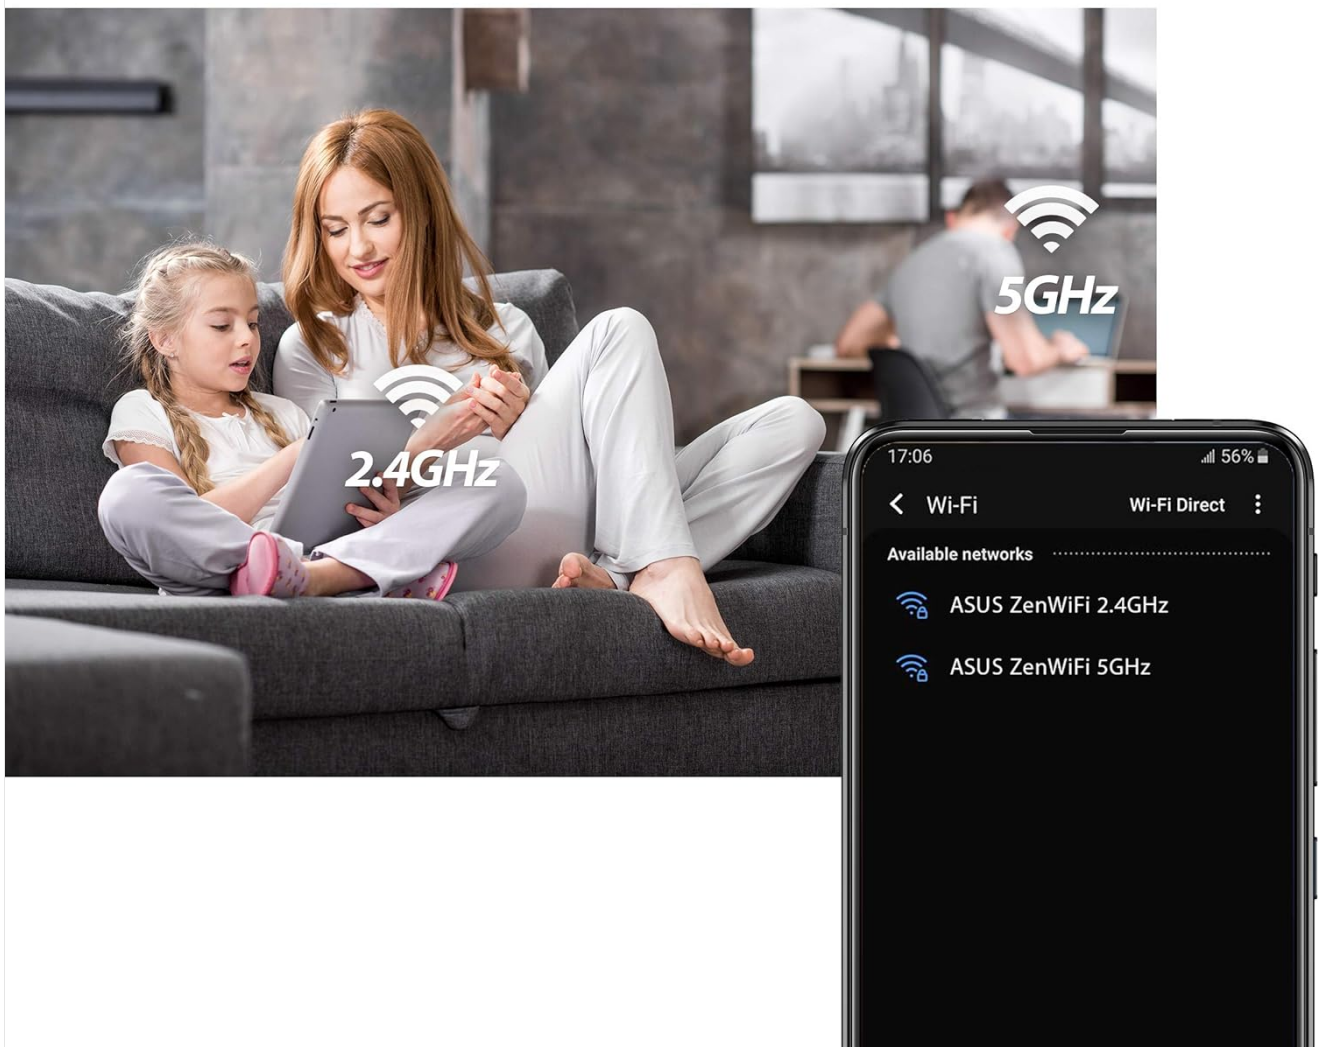 5GHz
2.4GHz
17:06
56%
Wi-Fi
Wi-Fi Direct
Available networks
ASUS ZenWiFi 2.4GHz
ASUS ZenWiFi 5GHz